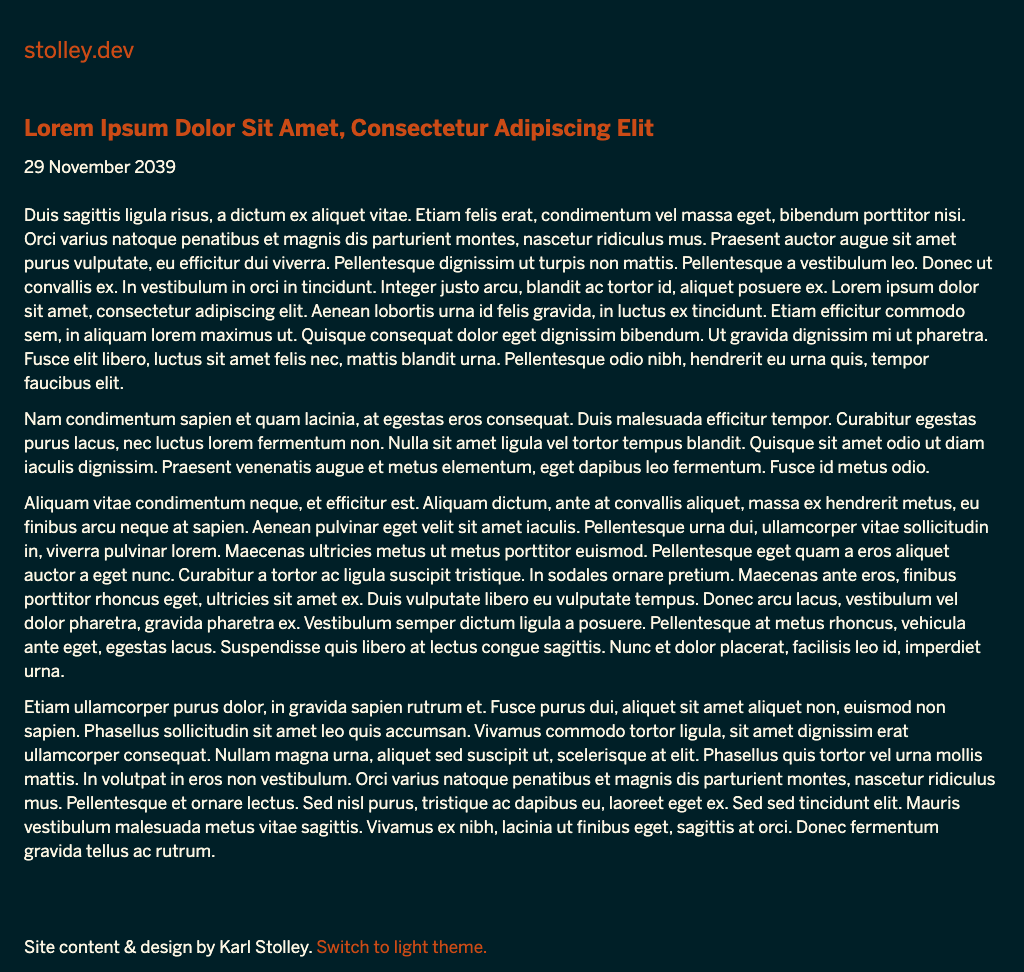 stolley.dev
Lorem Ipsum Dolor Sit Amet, Consectetur Adipiscing Elit
29 November 2039
Duis sagittis ligula risus, a dictum ex aliquet vitae. Etiam felis erat, condimentum vel massa eget, bibendum porttitor nisi.
Orci varius natoque penatibus et magnis dis parturient montes, nascetur ridiculus mus. Praesent auctor augue sit amet
purus vulputate, eu efficitur dui viverra. Pellentesque dignissim ut turpis non mattis. Pellentesque a vestibulum leo. Donec ut
convallis ex. In vestibulum in orci in tincidunt. Integer justo arcu, blandit ac tortor id, aliquet posuere ex. Lorem ipsum dolor
sit amet, consectetur adipiscing elit. Aenean lobortis urna id felis gravida, in luctus ex tincidunt. Etiam efficitur commodo
sem, in aliquam lorem maximus ut. Quisque consequat dolor eget dignissim bibendum. Ut gravida dignissim mi ut pharetra.
Fusce elit libero, luctus sit amet felis nec, mattis blandit urna. Pellentesque odio nibh, hendrerit eu urna quis, tempor
faucibus elit.
Nam condimentum sapien et quam lacinia, at egestas eros consequat. Duis malesuada efficitur tempor. Curabitur egestas
purus lacus, nec luctus lorem fermentum non. Nulla sit amet ligula vel tortor tempus blandit. Quisque sit amet odio ut diam
iaculis dignissim. Praesent venenatis augue et metus elementum, eget dapibus leo fermentum. Fusce id metus odio.
Aliquam vitae condimentum neque, et efficitur est. Aliquam dictum, ante at convallis aliquet, massa ex hendrerit metus, eu
finibus arcu neque at sapien. Aenean pulvinar eget velit sit amet iaculis. Pellentesque urna dui, ullamcorper vitae sollicitudin
in, viverra pulvinar lorem. Maecenas ultricies metus ut metus porttitor euismod. Pellentesque eget quam a eros aliquet
auctor a eget nunc. Curabitur a tortor ac ligula suscipit tristique. In sodales ornare pretium. Maecenas ante eros, finibus
porttitor rhoncus eget, ultricies sit amet ex. Duis vulputate libero eu vulputate tempus. Donec arcu lacus, vestibulum vel
dolor pharetra, gravida pharetra ex. Vestibulum semper dictum ligula a posuere. Pellentesque at metus rhoncus, vehicula
ante eget, egestas lacus. Suspendisse quis libero at lectus congue sagittis. Nunc et dolor placerat, facilisis leo id, imperdiet
urna.
Etiam ullamcorper purus dolor, in gravida sapien rutrum et. Fusce purus dui, aliquet sit amet aliquet non, euismod non
sapien. Phasellus sollicitudin sit amet leo quis accumsan. Vivamus commodo tortor ligula, sit amet dignissim erat
ullamcorper consequat. Nullam magna urna, aliquet sed suscipit ut, scelerisque at elit. Phasellus quis tortor vel urna mollis
mattis. In volutpat in eros non vestibulum. Orci varius natoque penatibus et magnis dis parturient montes, nascetur ridiculus
mus. Pellentesque et ornare lectus. Sed nisl purus, tristique ac dapibus eu, laoreet eget ex. Sed sed tincidunt elit. Mauris
vestibulum malesuada metus vitae sagittis. Vivamus ex nibh, lacinia ut finibus eget, sagittis at orci. Donec fermentum
gravida tellus ac rutrum.
Site content & design by Karl Stolley. Switch to light theme.